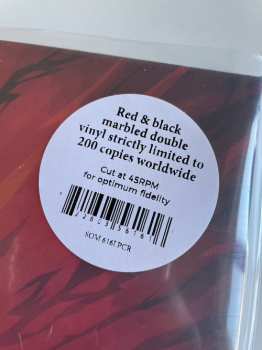 Red & black
marbled double
vinyl strictly limited to
200 copies worldwide
Cut at 45RPM
for optimum fidelity